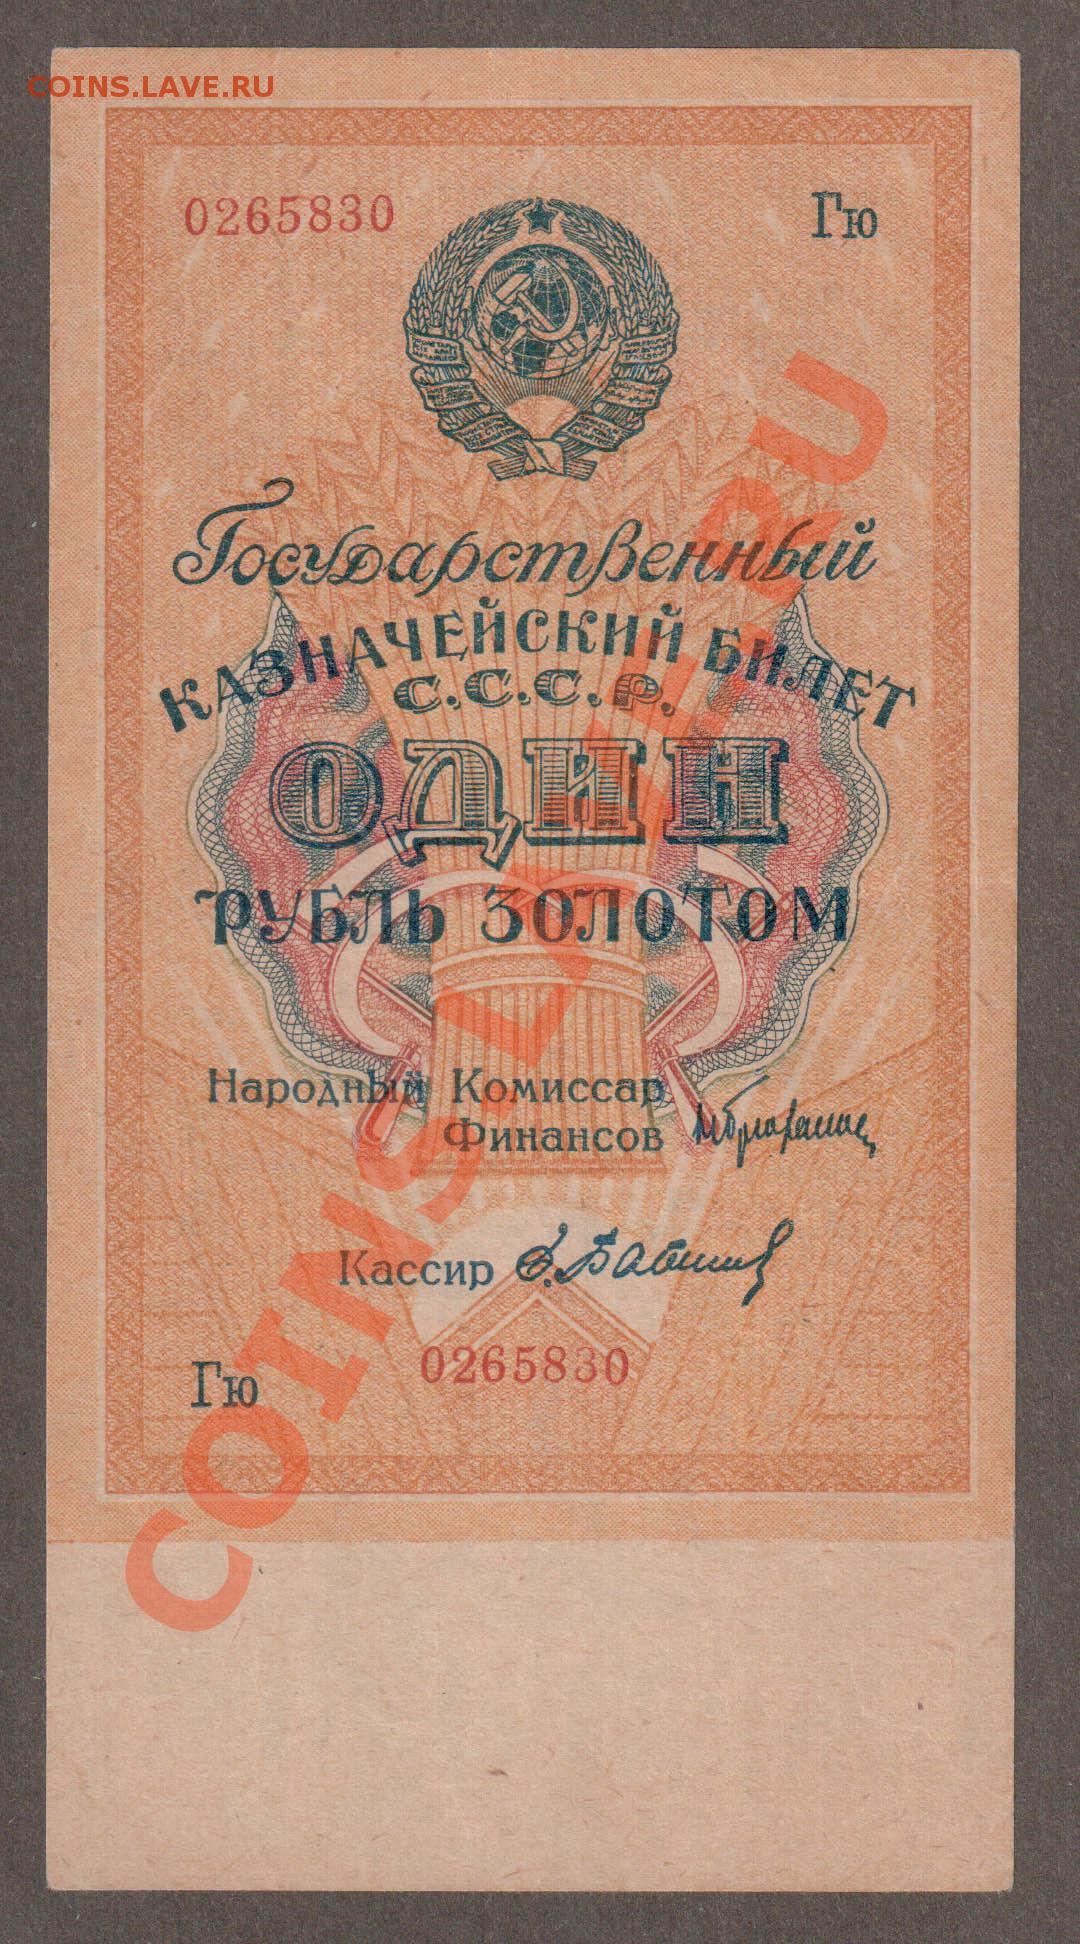 COINS.LAVE.RU
0265830 Гю
Государственный
КАЗНАЧЕЙСКИЙ БИЛЕТ
С.С.С.Р.
ОДИН
РУБЛЬ ЗОЛОТОМ
Народный Комиссар
Финансов
Кассир
Гю 0265830
COINS.LAVE.RU